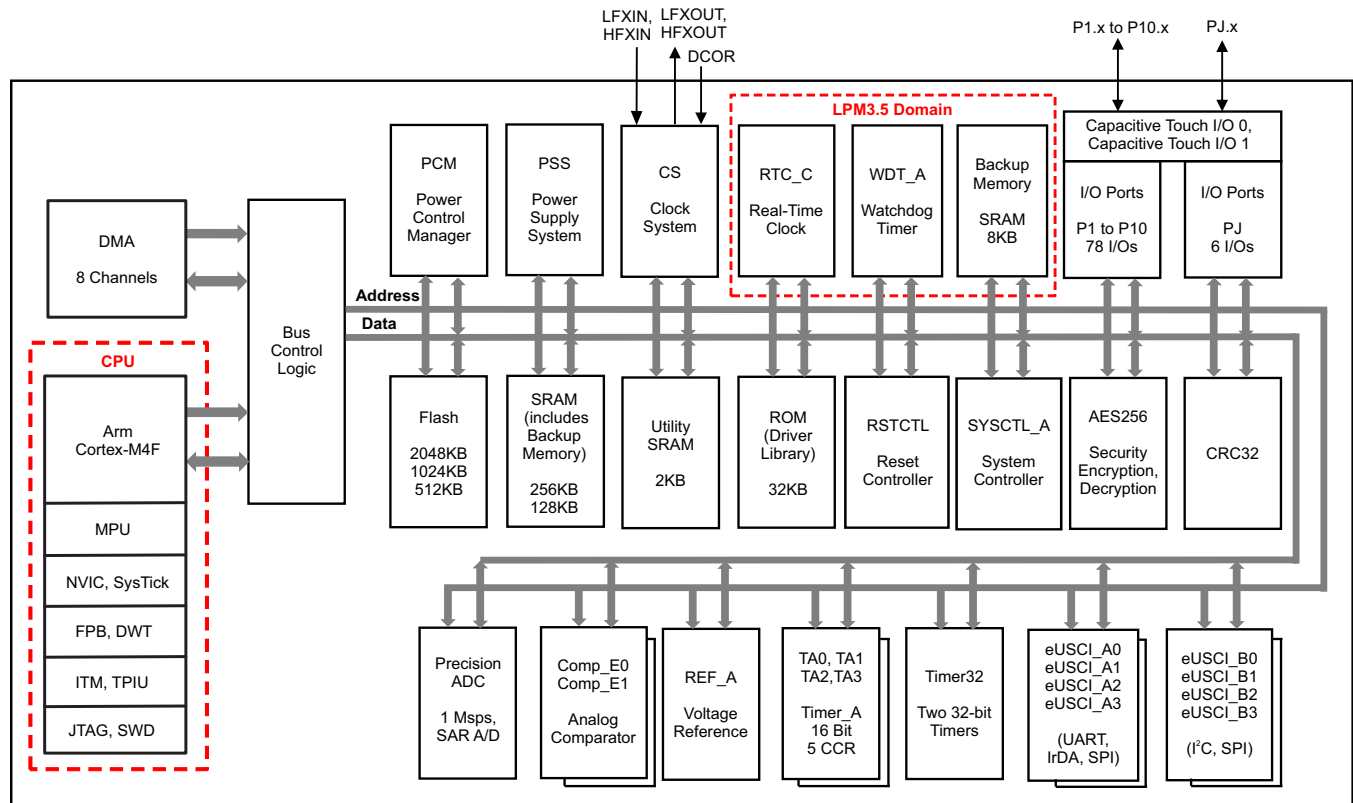 LFXIN,
HFXIN
LFXOUT,
HFXOUT
DCOR
P1.x to P10.x
PJ.x
LPM3.5 Domain
Capacitive Touch I/O 0,
Capacitive Touch I/O 1
PCM
Power
Control
Manager
PSS
Power
Supply
System
CS
Clock
System
RTC_C
Real-Time
Clock
WDT_A
Watchdog
Timer
Backup
Memory
SRAM
8KB
I/O Ports
P1 to P10
78 I/Os
I/O Ports
PJ
6 I/Os
DMA
8 Channels
Bus
Control
Logic
Address
Data
CPU
Arm
Cortex-M4F
MPU
NVIC, SysTick
FPB, DWT
ITM, TPIU
JTAG, SWD
Flash
2048KB
1024KB
512KB
SRAM
(includes
Backup
Memory)
256KB
128KB
Utility
SRAM
2KB
ROM
(Driver
Library)
32KB
RSTCTL
Reset
Controller
SYSCTL_A
System
Controller
AES256
Security
Encryption,
Decryption
CRC32
Precision
ADC
1 Msps,
SAR A/D
Comp_E0
Comp_E1
Analog
Comparator
REF_A
Voltage
Reference
TA0, TA1
TA2,TA3
Timer_A
16 Bit
5 CCR
Timer32
Two 32-bit
Timers
eUSCI_A0
eUSCI_A1
eUSCI_A2
eUSCI_A3
(UART,
IrDA, SPI)
eUSCI_B0
eUSCI_B1
eUSCI_B2
eUSCI_B3
(I²C, SPI)